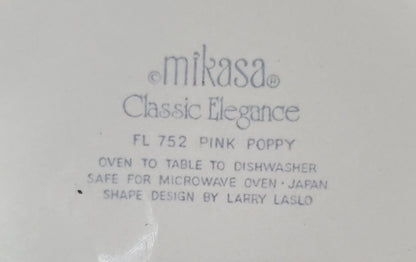 ©mikasa®
Classic Elegance
FL 752 PINK POPPY
OVEN TO TABLE TO DISHWASHER
SAFE FOR MICROWAVE OVEN · JAPAN
SHAPE DESIGN BY LARRY LASLO